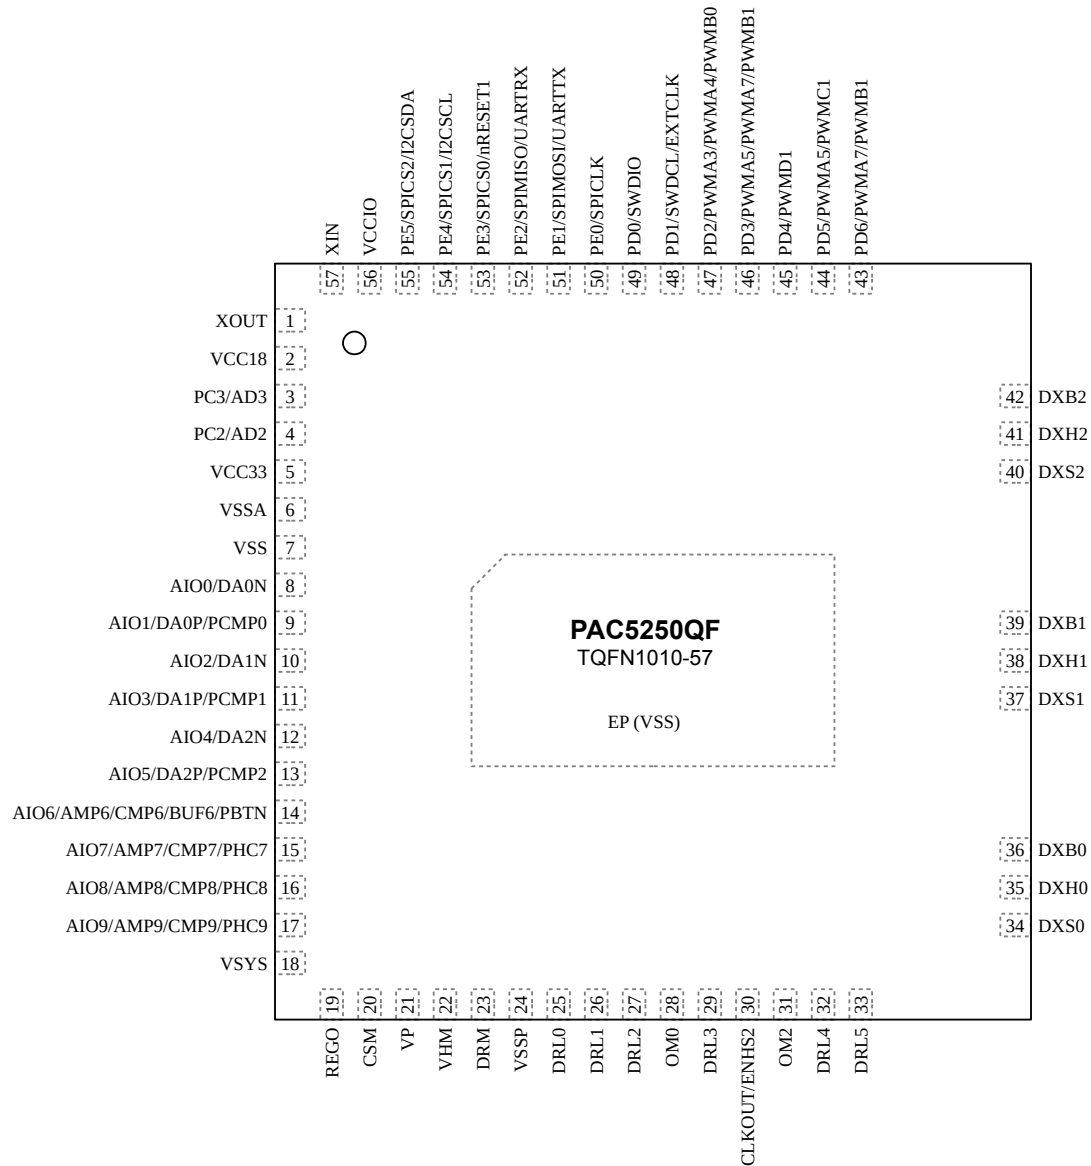 XIN
VCCIO
PE5/SPICS2/I2CSDA
PE4/SPICS1/I2CSCL
PE3/SPICS0/nRESET1
PE2/SPIMISO/UARTRX
PE1/SPIMOSI/UARTTX
PE0/SPICLK
PD0/SWDIO
PD1/SWDCL/EXTCLK
PD2/PWMA3/PWMA4/PWMB0
PD3/PWMA5/PWMA7/PWMB1
PD4/PWMD1
PD5/PWMA5/PWMC1
PD6/PWMA7/PWMB1
57
56
55
54
53
52
51
50
49
48
47
46
45
44
43
XOUT 1
VCC18 2
PC3/AD3 3
PC2/AD2 4
VCC33 5
VSSA 6
VSS 7
AIO0/DA0N 8
AIO1/DA0P/PCMP0 9
AIO2/DA1N 10
AIO3/DA1P/PCMP1 11
AIO4/DA2N 12
AIO5/DA2P/PCMP2 13
AIO6/AMP6/CMP6/BUF6/PBTN 14
AIO7/AMP7/CMP7/PHC7 15
AIO8/AMP8/CMP8/PHC8 16
AIO9/AMP9/CMP9/PHC9 17
VSYS 18
PAC5250QF
TQFN1010-57
EP (VSS)
42 DXB2
41 DXH2
40 DXS2
39 DXB1
38 DXH1
37 DXS1
36 DXB0
35 DXH0
34 DXS0
19
20
21
22
23
24
25
26
27
28
29
30
31
32
33
REGO
CSM
VP
VHM
DRM
VSSP
DRL0
DRL1
DRL2
OM0
DRL3
CLKOUT/ENHS2
OM2
DRL4
DRL5